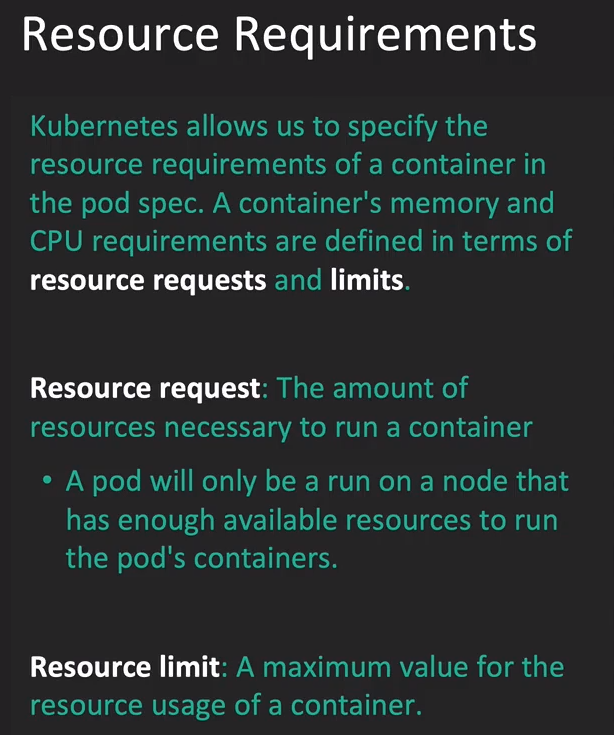 Resource Requirements
Kubernetes allows us to specify the
resource requirements of a container in
the pod spec. A container's memory and
CPU requirements are defined in terms of
resource requests and limits.
Resource request: The amount of
resources necessary to run a container
• A pod will only be a run on a node that
has enough available resources to run
the pod's containers.
Resource limit: A maximum value for the
resource usage of a container.